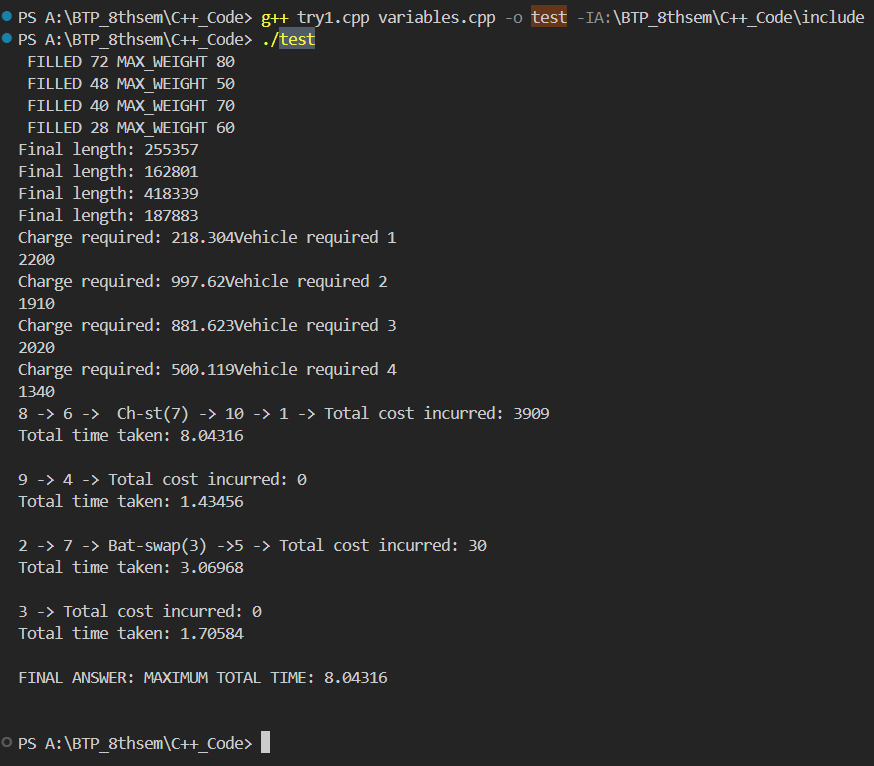 PS A:\BTP_8thsem\C++_Code> g++ try1.cpp variables.cpp -o test -IA:\BTP_8thsem\C++_Code\include
PS A:\BTP_8thsem\C++_Code> ./test
 FILLED 72 MAX_WEIGHT 80
 FILLED 48 MAX_WEIGHT 50
 FILLED 40 MAX_WEIGHT 70
 FILLED 28 MAX_WEIGHT 60
Final length: 255357
Final length: 162801
Final length: 418339
Final length: 187883
Charge required: 218.304Vehicle required 1
2200
Charge required: 997.62Vehicle required 2
1910
Charge required: 881.623Vehicle required 3
2020
Charge required: 500.119Vehicle required 4
1340
8 -> 6 ->  Ch-st(7) -> 10 -> 1 -> Total cost incurred: 3909
Total time taken: 8.04316
9 -> 4 -> Total cost incurred: 0
Total time taken: 1.43456
2 -> 7 -> Bat-swap(3) ->5 -> Total cost incurred: 30
Total time taken: 3.06968
3 -> Total cost incurred: 0
Total time taken: 1.70584
FINAL ANSWER: MAXIMUM TOTAL TIME: 8.04316
PS A:\BTP_8thsem\C++_Code>